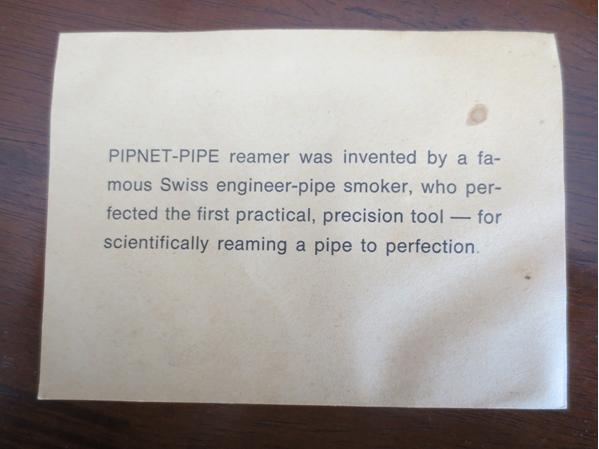 PIPNET-PIPE reamer was invented by a fa-
mous Swiss engineer-pipe smoker, who per-
fected the first practical, precision tool — for
scientifically reaming a pipe to perfection.